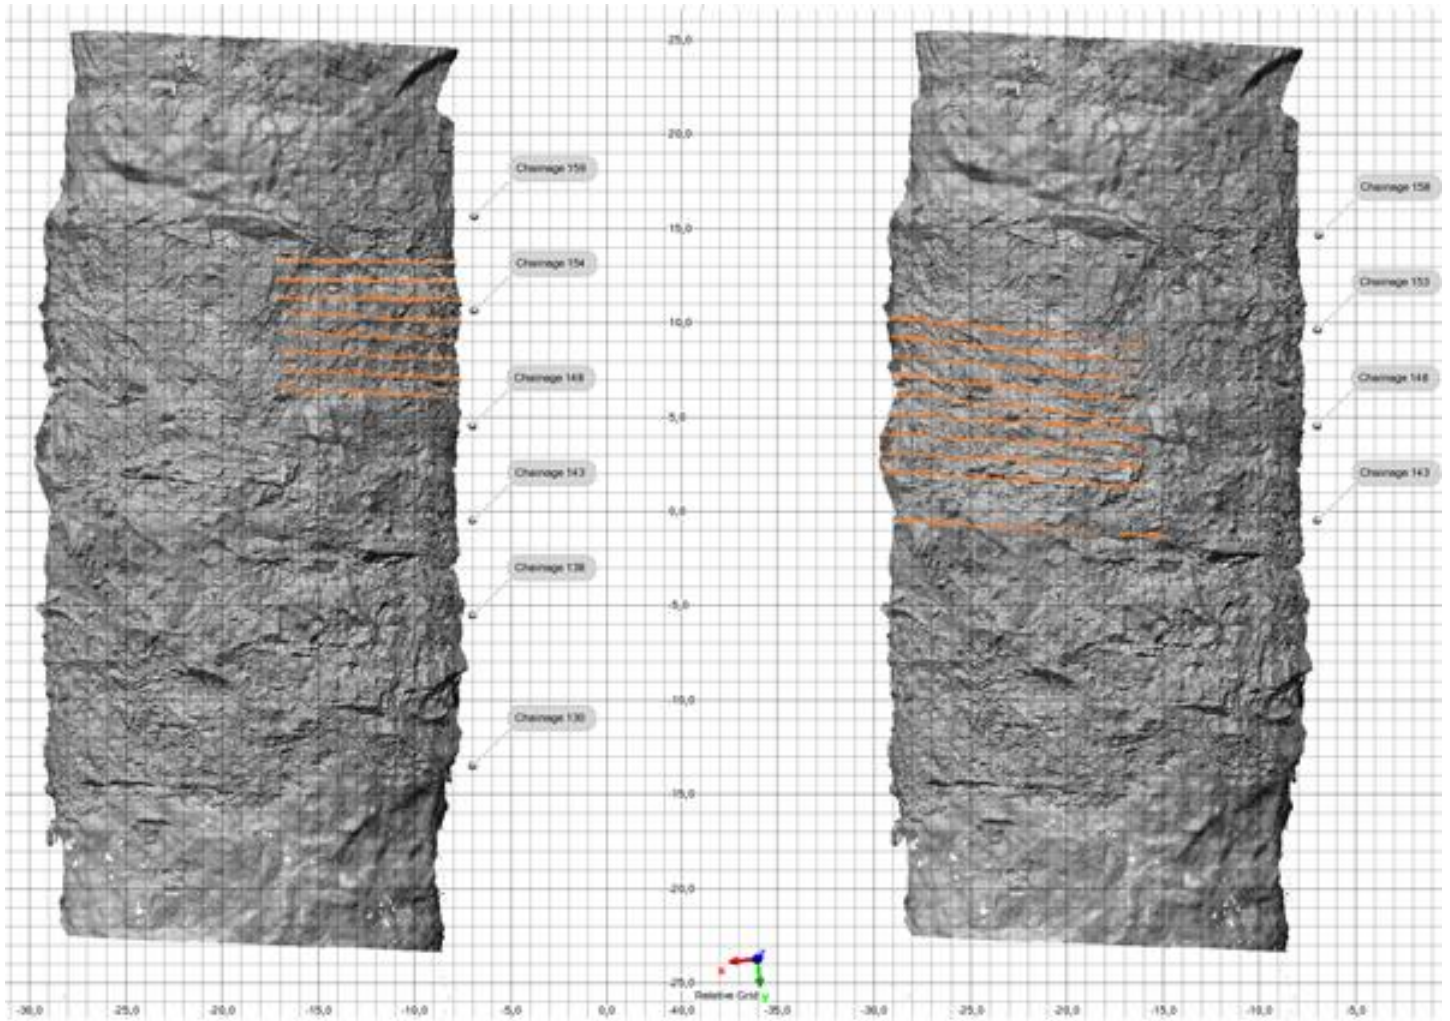 25,0
20,0
Chainage 159
Chainage 158
15,0
Chainage 154
Chainage 153
10,0
Chainage 148
Chainage 148
5,0
Chainage 143
Chainage 143
0,0
Chainage 138
-5,0
-10,0
Chainage 130
-15,0
-20,0
X
-25,0
Relative Grid
Y
-30,0 -25,0 -20,0 -15,0 -10,0 -5,0 0,0 -40,0 -35,0 -30,0 -25,0 -20,0 -15,0 -10,0 -5,0